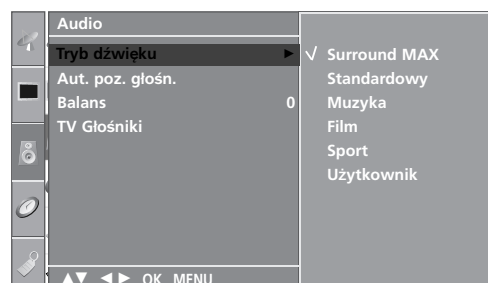 Audio
Tryb dźwięku ►
Aut. poz. głośn.
Balans 0
TV Głośniki
▲▼ ◄► OK MENU
√ Surround MAX
Standardowy
Muzyka
Film
Sport
Użytkownik